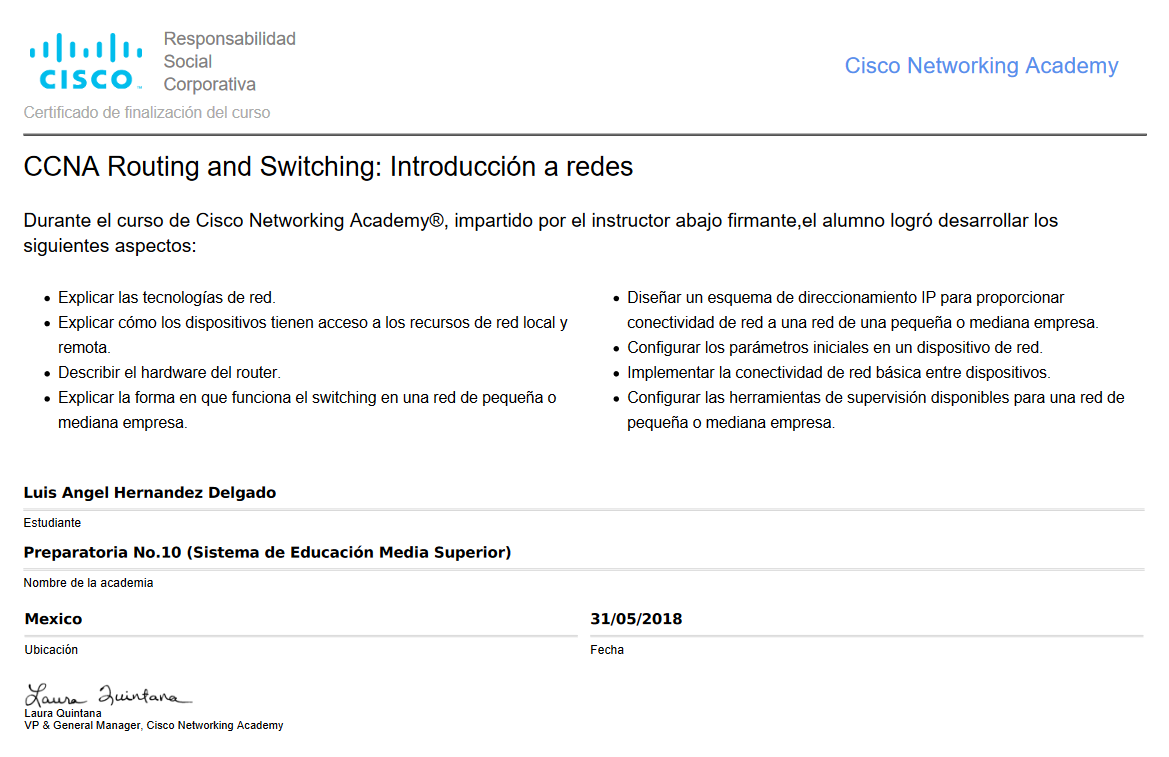 CISCO
Responsabilidad
Social
Corporativa
Cisco Networking Academy
Certificado de finalización del curso
CCNA Routing and Switching: Introducción a redes
Durante el curso de Cisco Networking Academy®, impartido por el instructor abajo firmante,el alumno logró desarrollar los
siguientes aspectos:
• Explicar las tecnologías de red.
• Explicar cómo los dispositivos tienen acceso a los recursos de red local y
remota.
• Describir el hardware del router.
• Explicar la forma en que funciona el switching en una red de pequeña o
mediana empresa.
• Diseñar un esquema de direccionamiento IP para proporcionar
conectividad de red a una red de una pequeña o mediana empresa.
• Configurar los parámetros iniciales en un dispositivo de red.
• Implementar la conectividad de red básica entre dispositivos.
• Configurar las herramientas de supervisión disponibles para una red de
pequeña o mediana empresa.
Luis Angel Hernandez Delgado
Estudiante
Preparatoria No.10 (Sistema de Educación Media Superior)
Nombre de la academia
Mexico
Ubicación
31/05/2018
Fecha
Laura Quintana
Laura Quintana
VP & General Manager, Cisco Networking Academy